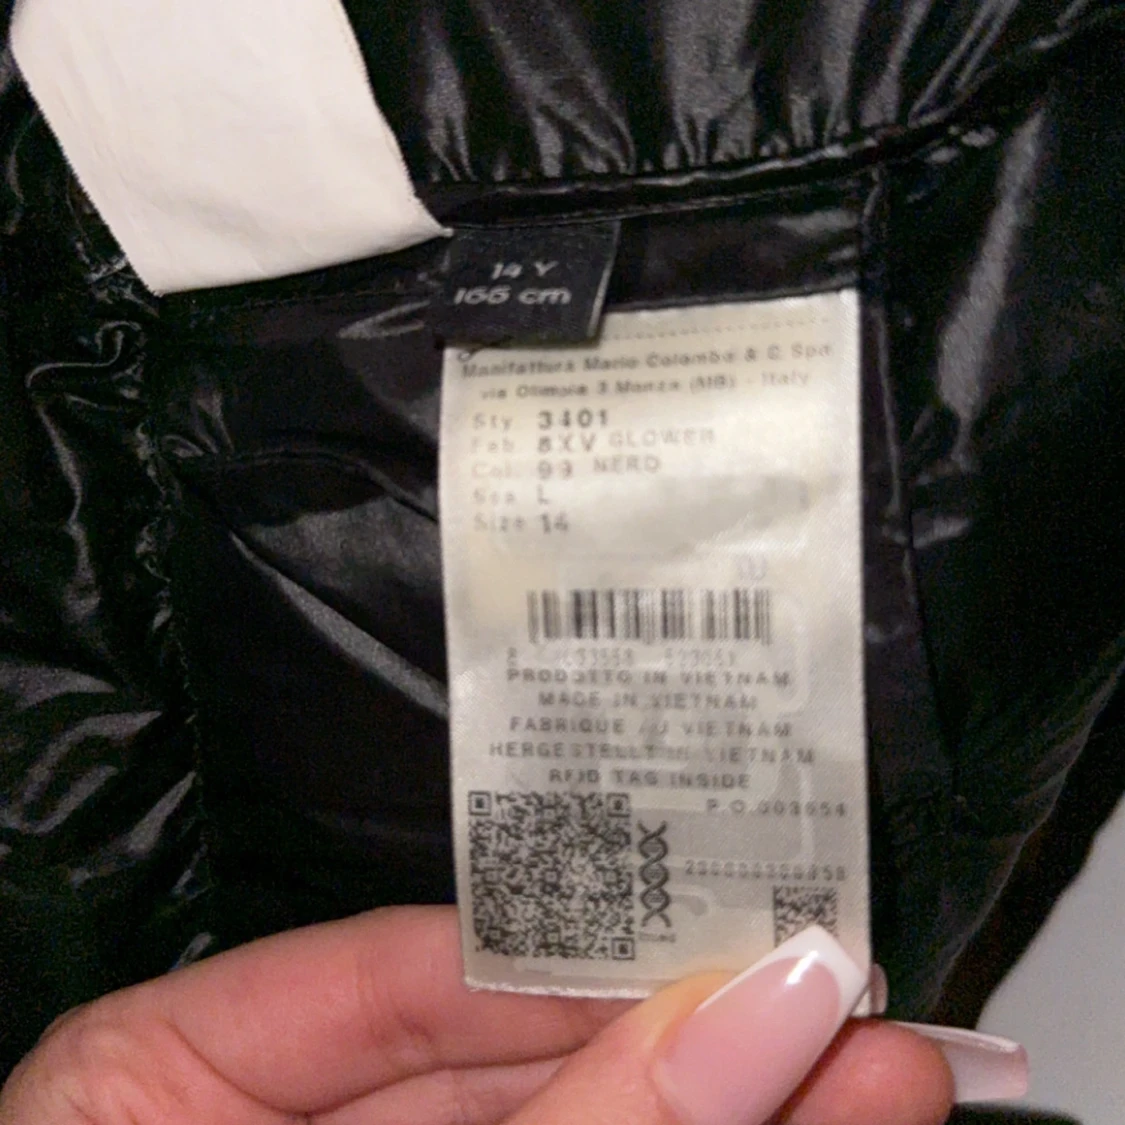 14 Y
166 cm
Manifattura Mario Colombo & C. Spa
via Olimpia 3 Monza (MB) - Italy
Sty. 3401
Fab. 8XV GLOWER
Col. 99 NERO
Sea. L
Size 14
PRODOTTO IN VIETNAM
MADE IN VIETNAM
FABRIQUE AU VIETNAM
HERGESTELLT IN VIETNAM
RFID TAG INSIDE
P.O.003654